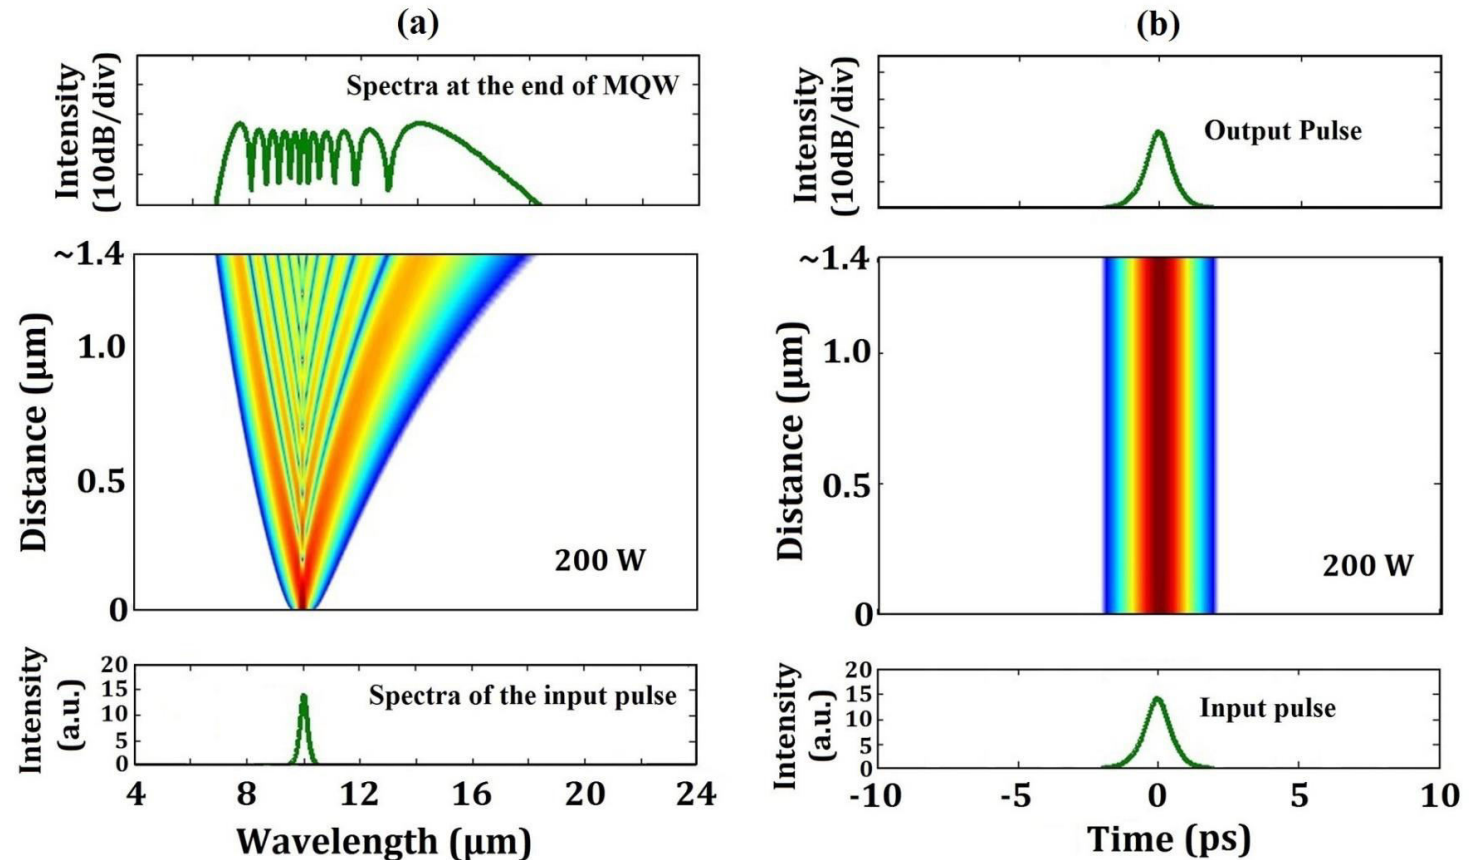 (a)
Intensity
(10dB/div)
Spectra at the end of MQW
Distance (μm)
~1.4
1.0
0.5
0
200 W
Intensity
(a.u.)
20
15
10
5
0
Spectra of the input pulse
4 8 12 16 20 24
Wavelength (μm)
(b)
Intensity
(10dB/div)
Output Pulse
Distance (μm)
~1.4
1.0
0.5
0
200 W
Intensity
(a.u.)
20
15
10
5
0
Input pulse
-10 -5 0 5 10
Time (ps)